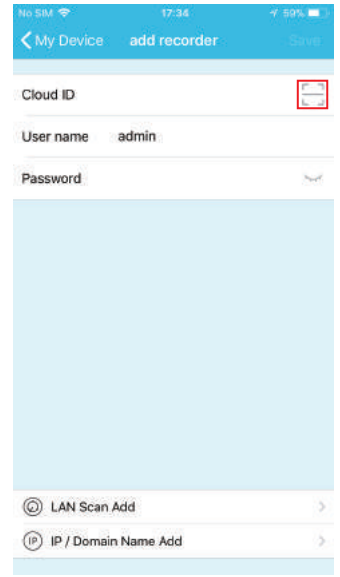 No SIM 17:34 59%
My Device add recorder Save
Cloud ID
User name admin
Password
LAN Scan Add
IP IP / Domain Name Add